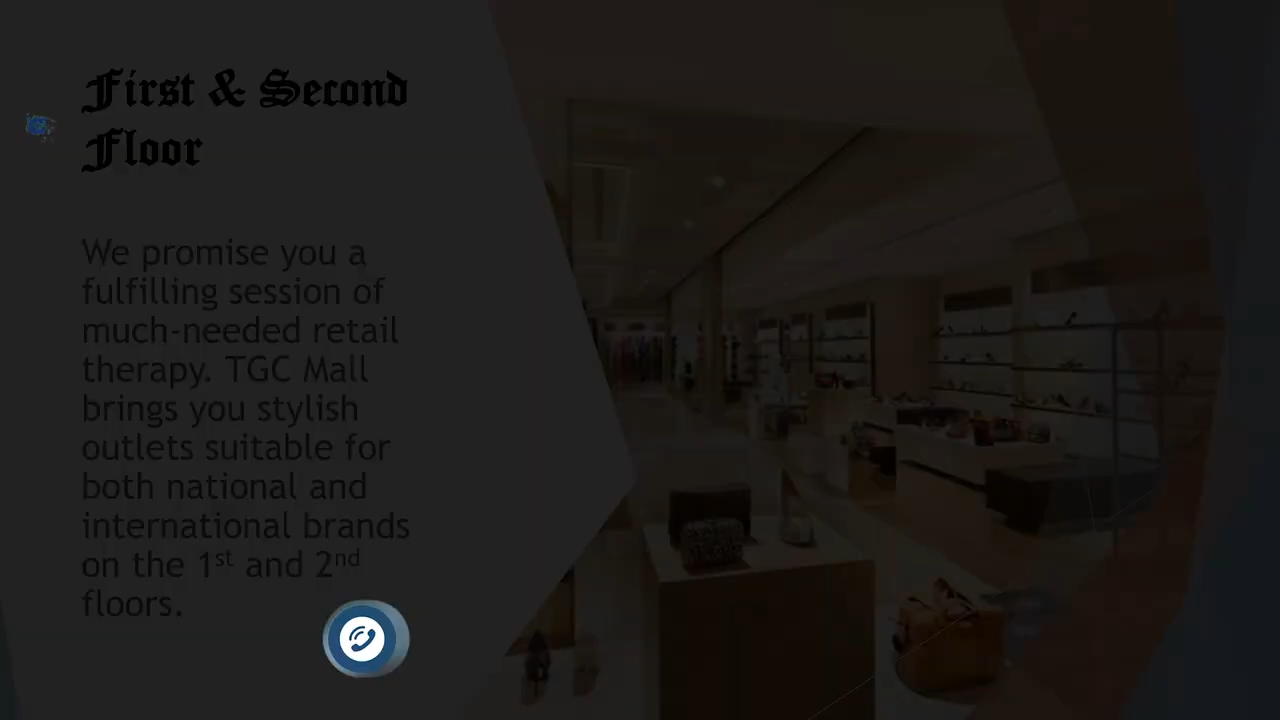 First & Second
Floor
We promise you a
fulfilling session of
much-needed retail
therapy. TGC Mall
brings you stylish
outlets suitable for
both national and
international brands
on the 1st and 2nd
floors.